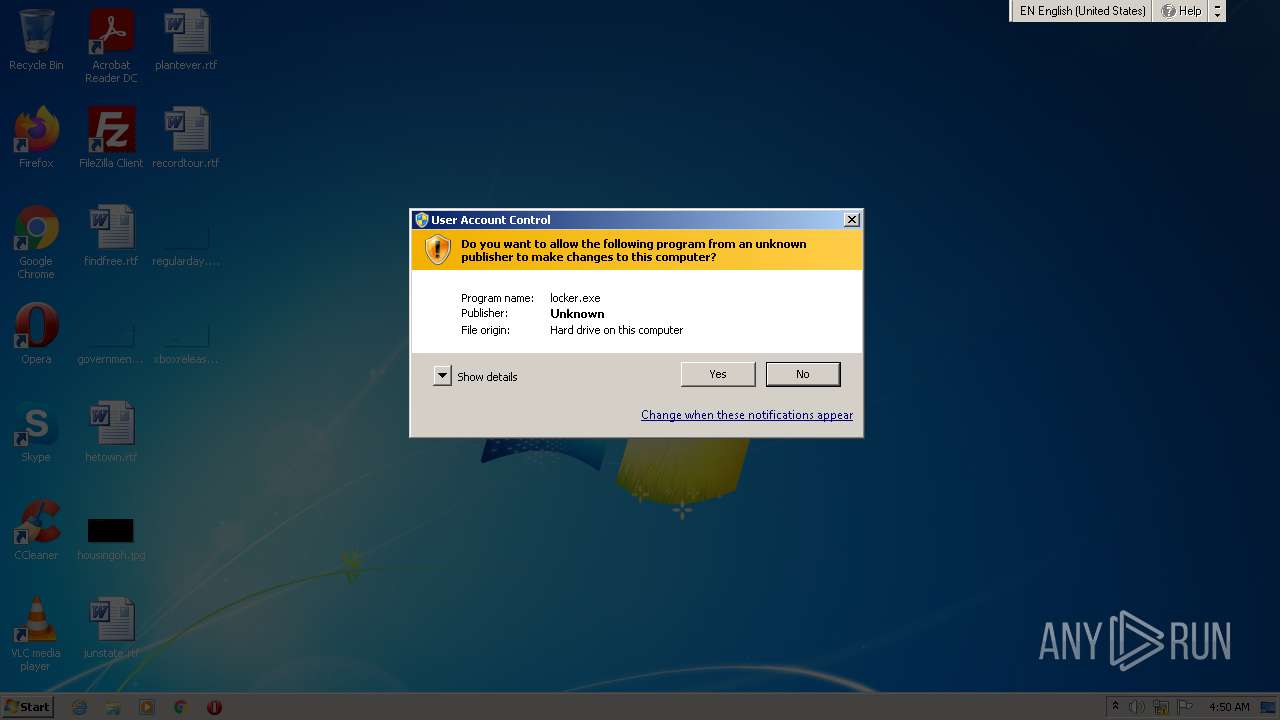 EN English (United States)
Help
Recycle Bin
Acrobat
Reader DC
plantever.rtf
Firefox
FileZilla Client
recordtour.rtf
Google
Chrome
findfree.rtf
regularday....
Opera
governmen...
xboxreleas...
Skype
hetown.rtf
CCleaner
housingoh.jpg
VLC media
player
junstate.rtf
User Account Control
Do you want to allow the following program from an unknown
publisher to make changes to this computer?
Program name: locker.exe
Publisher: Unknown
File origin: Hard drive on this computer
Show details
Yes
No
Change when these notifications appear
ANY RUN
Start
4:50 AM